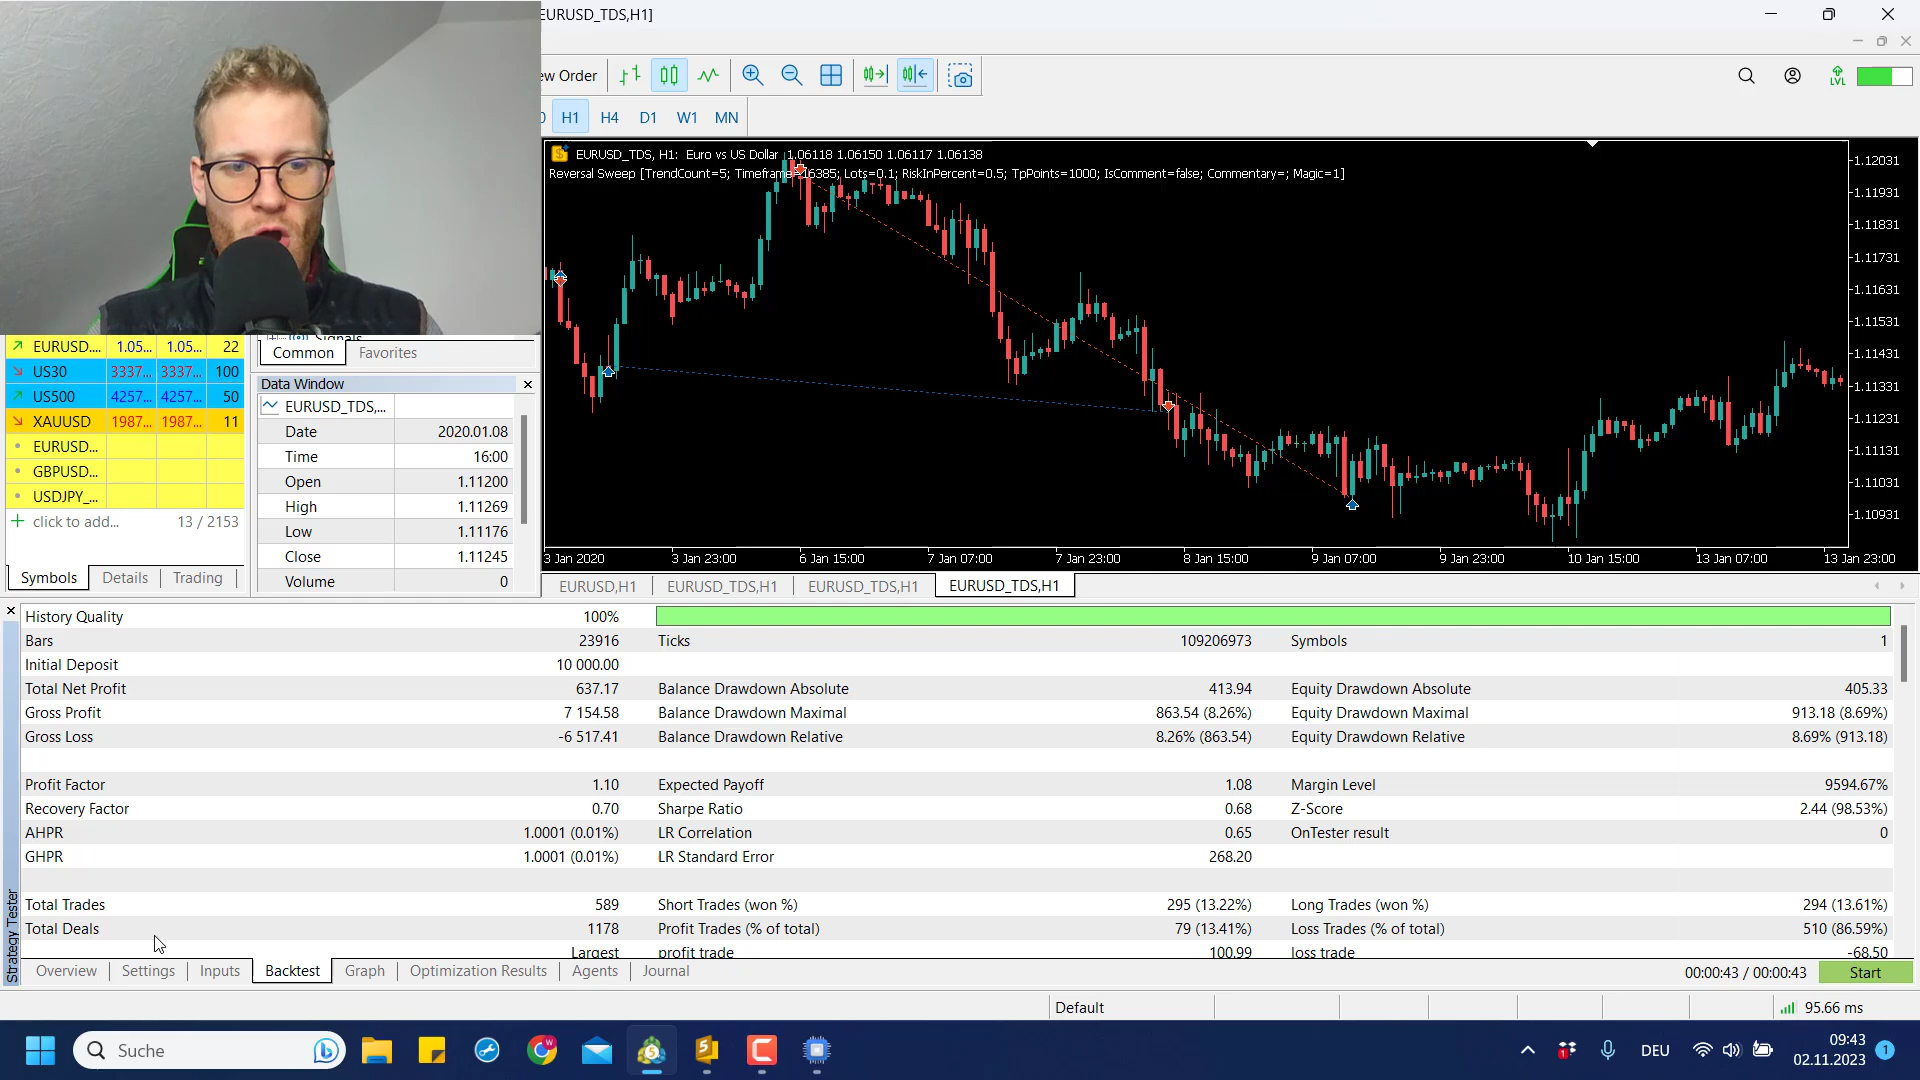 EURUSD_TDS,H1]
ew Order
LVL
H1 H4 D1 W1 MN
EURUSD_TDS, H1: Euro vs US Dollar 1.06118 1.06150 1.06117 1.06138
Reversal Sweep [TrendCount=5; Timeframe=16385; Lots=0.1; RiskInPercent=0.5; TpPoints=1000; IsComment=false; Commentary=; Magic=1]
1.12031
1.11931
1.11831
1.11731
1.11631
1.11531
1.11431
1.11331
1.11231
1.11131
1.11031
1.10931
3 Jan 2020 3 Jan 23:00 6 Jan 15:00 7 Jan 07:00 7 Jan 23:00 8 Jan 15:00 9 Jan 07:00 9 Jan 23:00 10 Jan 15:00 13 Jan 07:00 13 Jan 23:00
EURUSD,H1 EURUSD_TDS,H1 EURUSD_TDS,H1 EURUSD_TDS,H1
EURUSD.... 1.05... 1.05... 22
US30 3337... 3337... 100
US500 4257... 4257... 50
XAUUSD 1987... 1987... 11
EURUSD...
GBPUSD...
USDJPY_...
click to add... 13 / 2153
Symbols Details Trading
Signals
Common Favorites
Data Window
EURUSD_TDS,...
Date 2020.01.08
Time 16:00
Open 1.11200
High 1.11269
Low 1.11176
Close 1.11245
Volume 0
Strategy Tester
History Quality 100%
Bars 23916 Ticks 109206973 Symbols 1
Initial Deposit 10 000.00
Total Net Profit 637.17 Balance Drawdown Absolute 413.94 Equity Drawdown Absolute 405.33
Gross Profit 7 154.58 Balance Drawdown Maximal 863.54 (8.26%) Equity Drawdown Maximal 913.18 (8.69%)
Gross Loss -6 517.41 Balance Drawdown Relative 8.26% (863.54) Equity Drawdown Relative 8.69% (913.18)
Profit Factor 1.10 Expected Payoff 1.08 Margin Level 9594.67%
Recovery Factor 0.70 Sharpe Ratio 0.68 Z-Score 2.44 (98.53%)
AHPR 1.0001 (0.01%) LR Correlation 0.65 OnTester result 0
GHPR 1.0001 (0.01%) LR Standard Error 268.20
Total Trades 589 Short Trades (won %) 295 (13.22%) Long Trades (won %) 294 (13.61%)
Total Deals 1178 Profit Trades (% of total) 79 (13.41%) Loss Trades (% of total) 510 (86.59%)
Largest profit trade 100.99 loss trade -68.50
Overview Settings Inputs Backtest Graph Optimization Results Agents Journal 00:00:43 / 00:00:43 Start
Default 95.66 ms
Suche DEU 09:43
02.11.2023 1